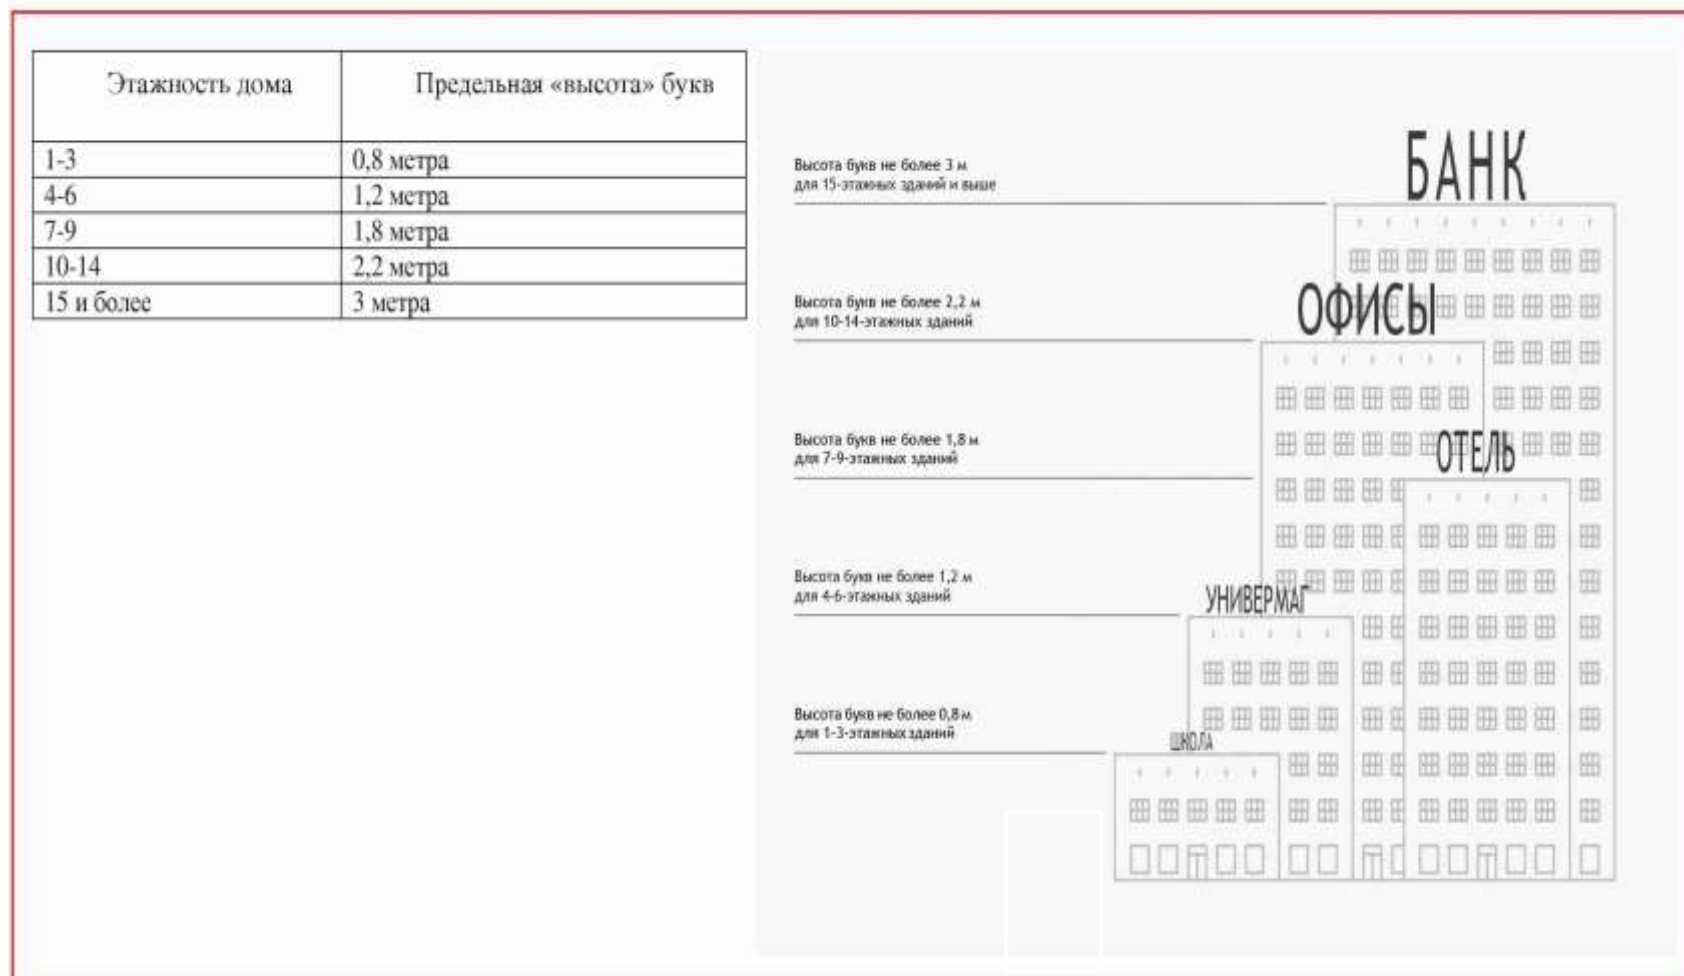 Этажность дома Предельная «высота» букв
1-3 0,8 метра
4-6 1,2 метра
7-9 1,8 метра
10-14 2,2 метра
15 и более 3 метра
Высота букв не более 3 м
для 15-этажных зданий и выше
БАНК
Высота букв не более 2,2 м
для 10-14-этажных зданий
ОФИСЫ
Высота букв не более 1,8 м
для 7-9-этажных зданий
ОТЕЛЬ
Высота букв не более 1,2 м
для 4-6-этажных зданий
УНИВЕРМАГ
Высота букв не более 0,8 м
для 1-3-этажных зданий
ШКОЛА